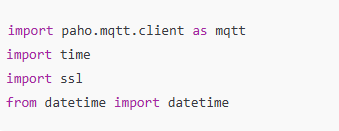 import paho.mqtt.client as mqtt
import time
import ssl
from datetime import datetime